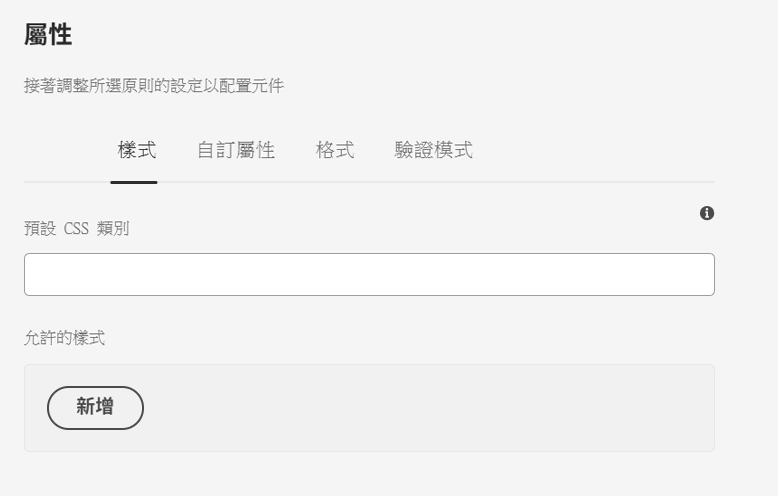 屬性
接著調整所選原則的設定以配置元件
樣式 自訂屬性 格式 驗證模式
預設 CSS 類別
允許的樣式
新增